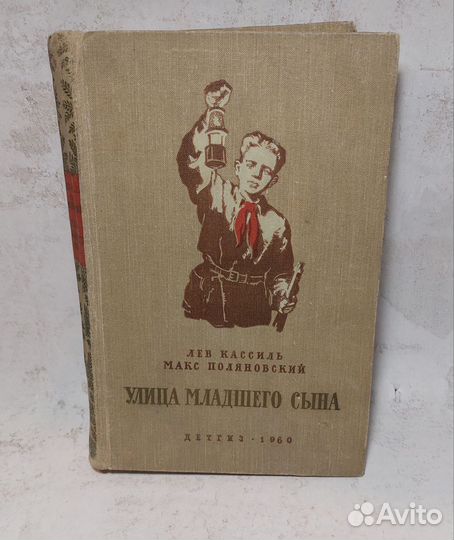 ЛЕВ КАССИЛЬ
МАКС ПОЛЯНОВСКИЙ
УЛИЦА МЛАДШЕГО СЫНА
ДЕТГИЗ · 1960
Avito